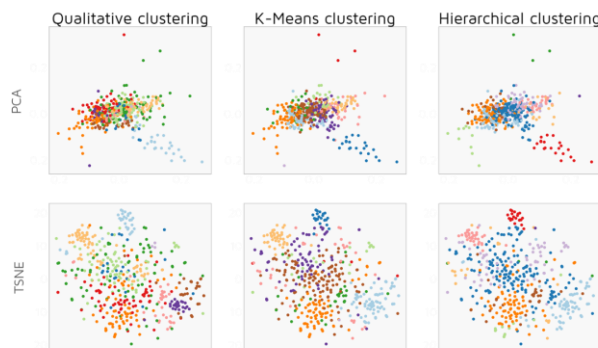 Qualitative clustering
K-Means clustering
Hierarchical clustering
PCA
TSNE